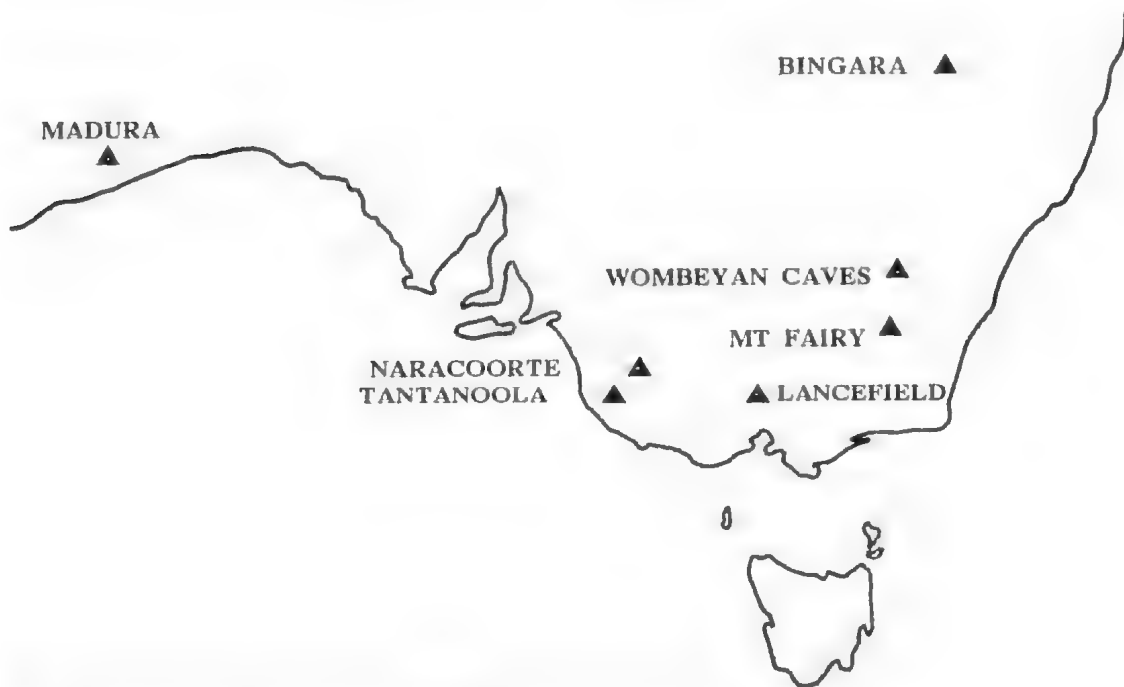 BINGARA
MADURA
WOMBEYAN CAVES
MT FAIRY
NARACOORTE
TANTANOOLA
LANCEFIELD